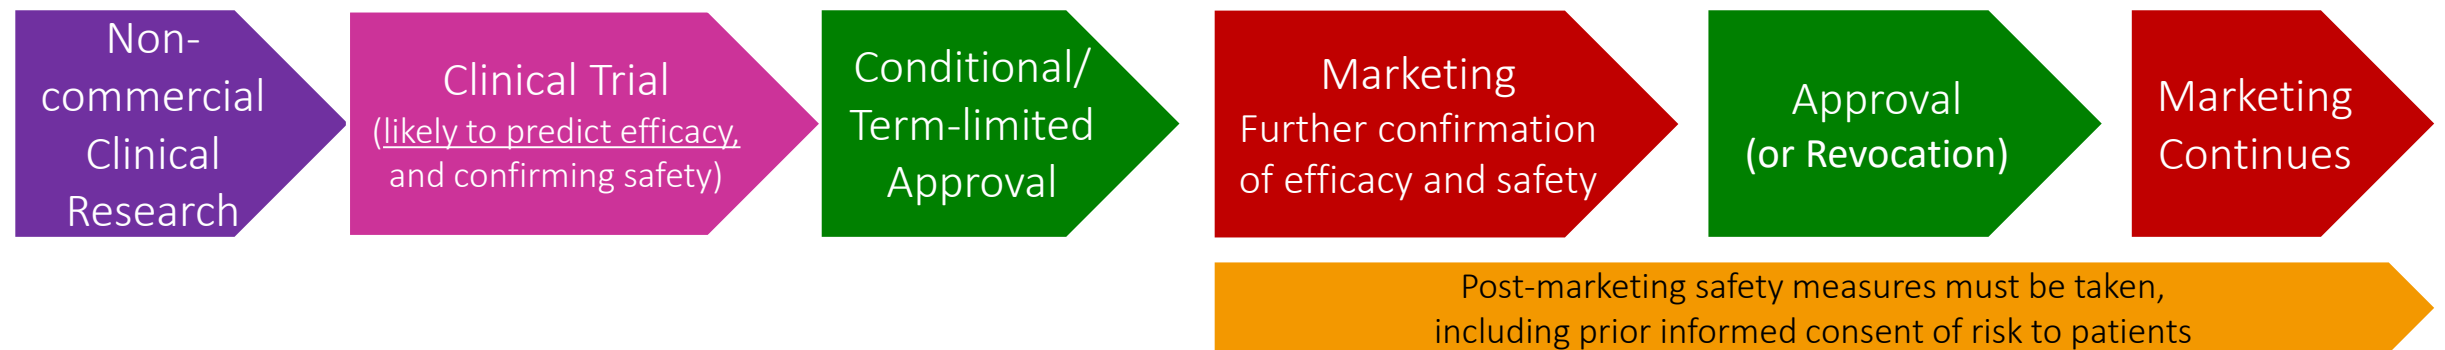 Non-
commercial
Clinical
Research
Clinical Trial
(likely to predict efficacy,
and confirming safety)
Conditional/
Term-limited
Approval
Marketing
Further confirmation
of efficacy and safety
Approval
(or Revocation)
Marketing
Continues
Post-marketing safety measures must be taken,
including prior informed consent of risk to patients